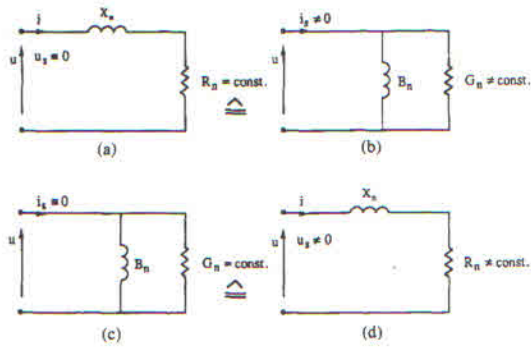 i
Xₙ
u
uₛ ≡ 0
Rₙ = const.
≙
(a)
iₛ ≠ 0
u
Bₙ
Gₙ ≠ const.
(b)
iₛ ≡ 0
u
Bₙ
Gₙ = const.
≙
(c)
i
Xₙ
u
uₛ ≠ 0
Rₙ ≠ const.
(d)